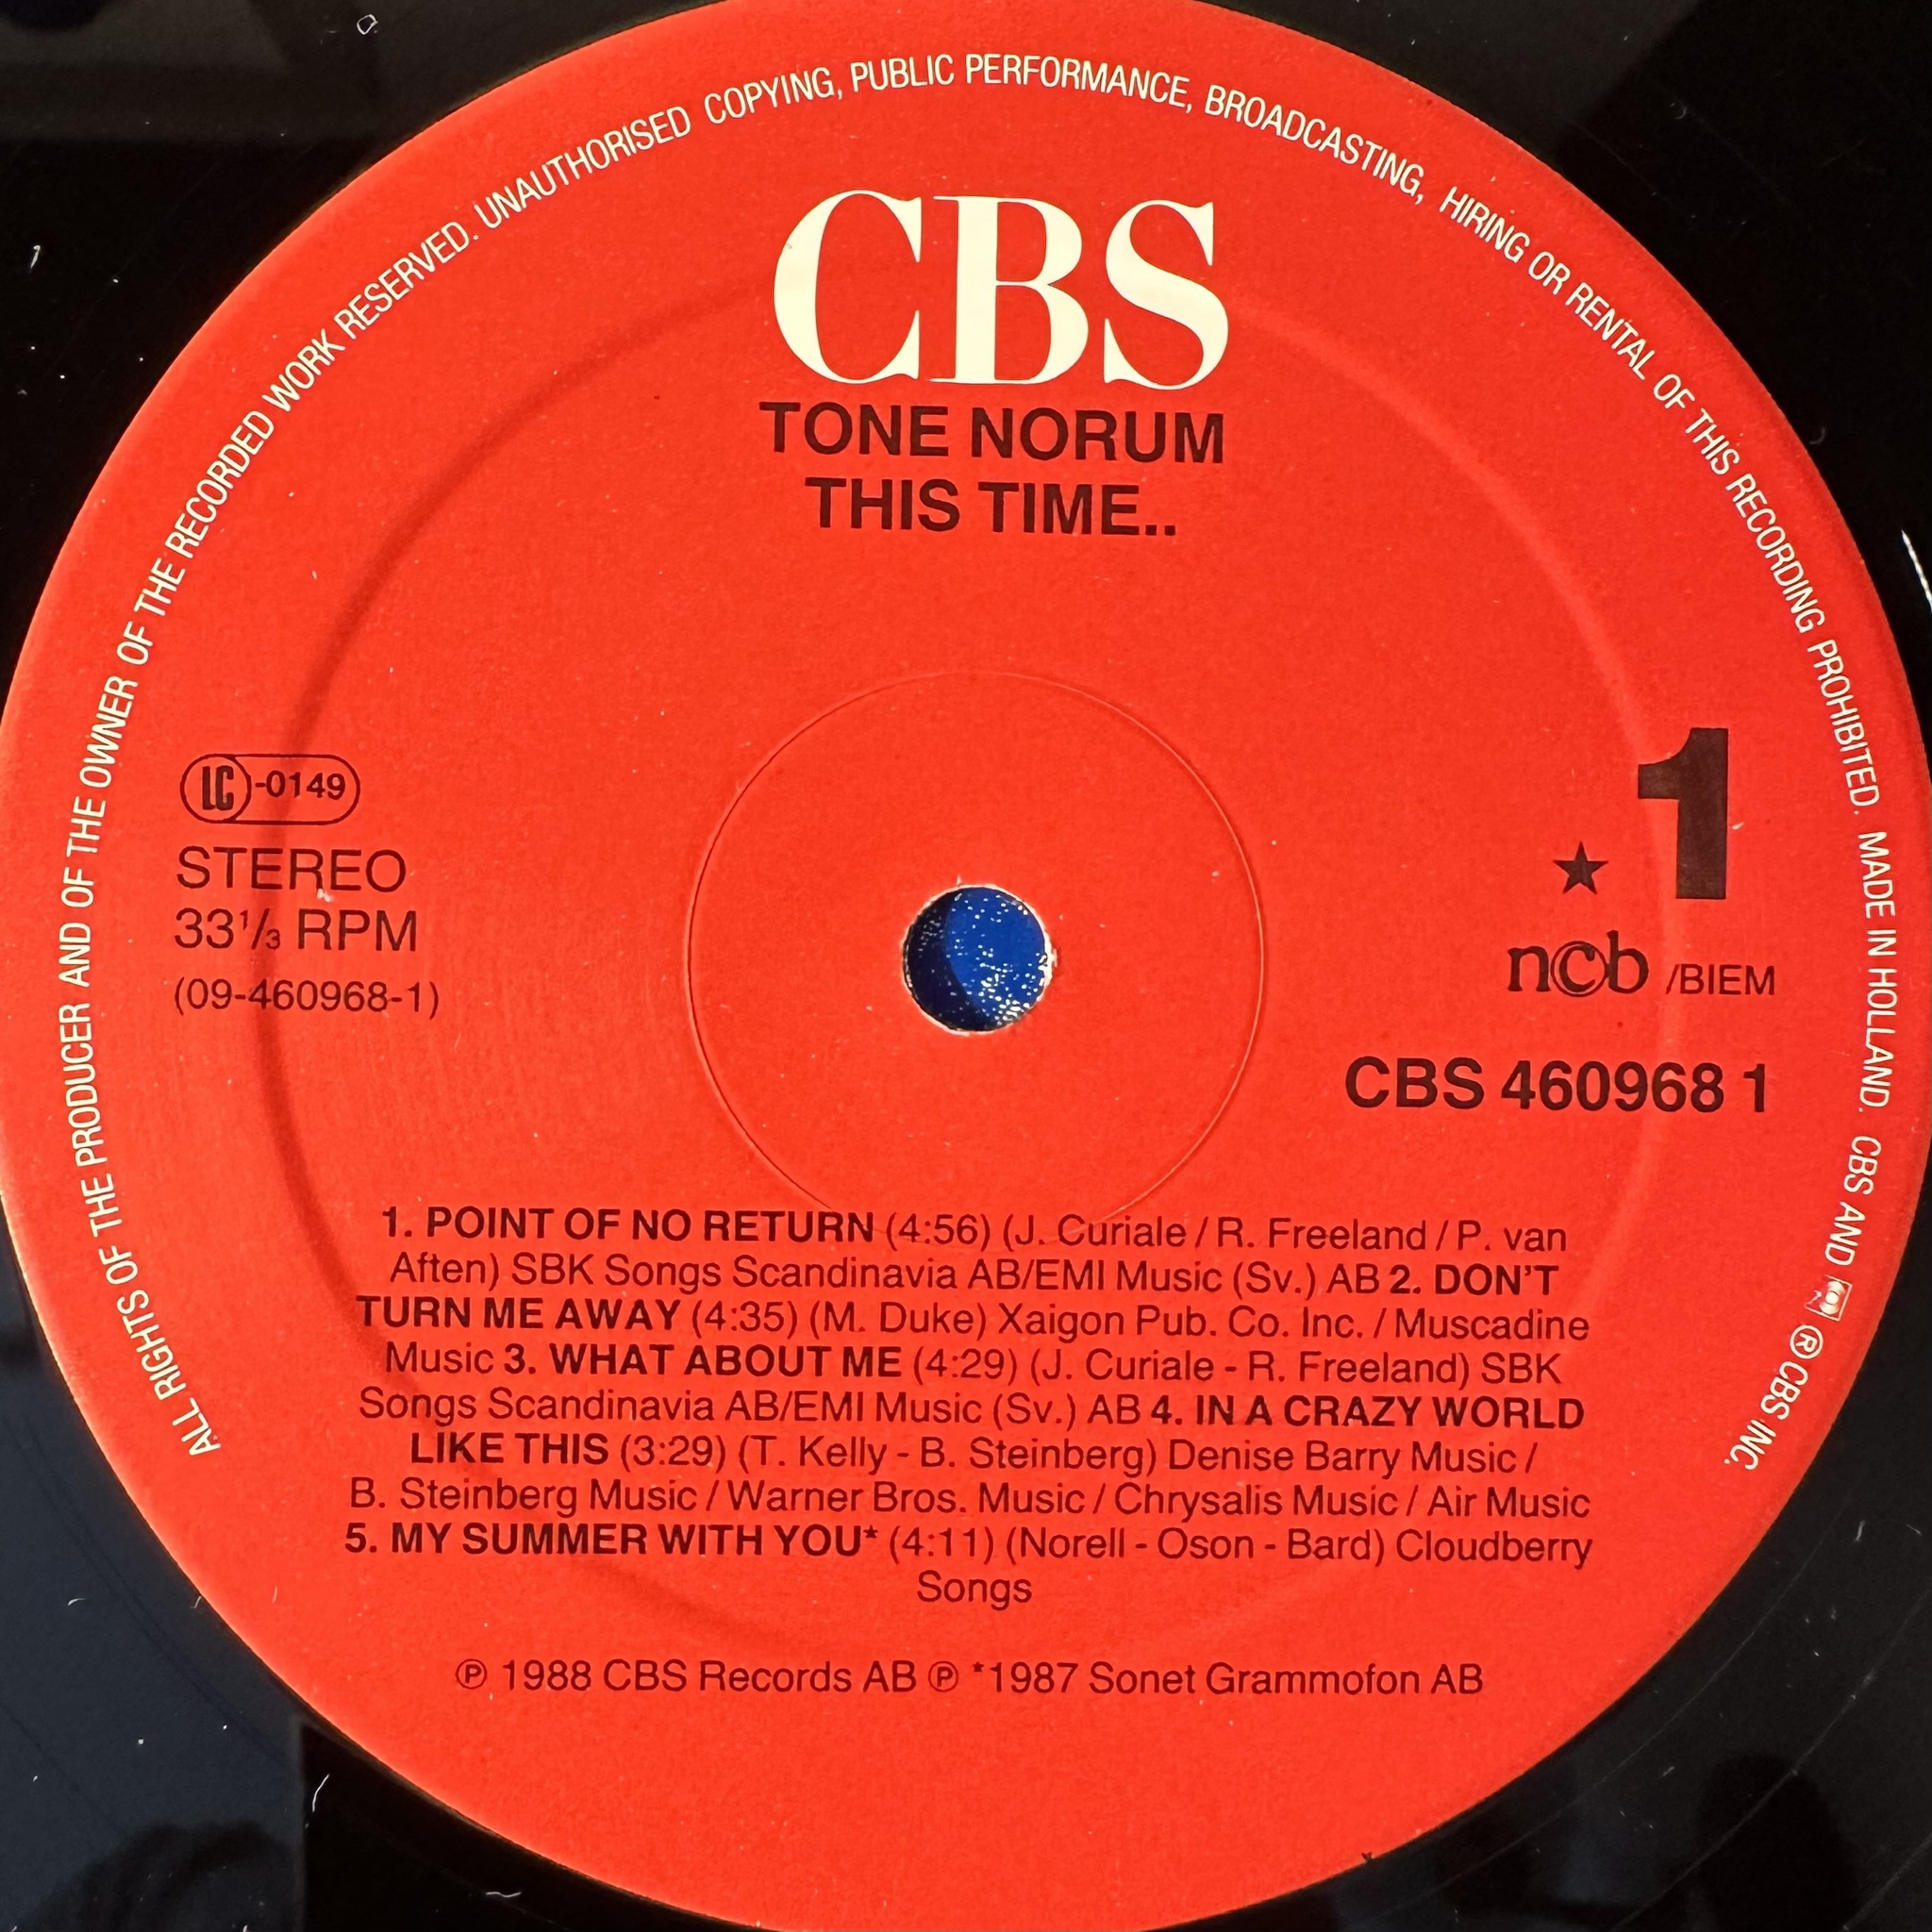 ALL RIGHTS OF THE PRODUCER AND OF THE OWNER OF THE RECORDED WORK RESERVED. UNAUTHORISED COPYING, PUBLIC PERFORMANCE, BROADCASTING, HIRING OR RENTAL OF THIS RECORDING PROHIBITED. MADE IN HOLLAND. CBS AND ® CBS INC.
CBS
TONE NORUM
THIS TIME..
LC-0149
STEREO
33⅓ RPM
(09-460968-1)
1
★
ncb /BIEM
CBS 460968 1
1. POINT OF NO RETURN (4:56) (J. Curiale / R. Freeland / P. van
Aften) SBK Songs Scandinavia AB/EMI Music (Sv.) AB 2. DON'T
TURN ME AWAY (4:35) (M. Duke) Xaigon Pub. Co. Inc. / Muscadine
Music 3. WHAT ABOUT ME (4:29) (J. Curiale - R. Freeland) SBK
Songs Scandinavia AB/EMI Music (Sv.) AB 4. IN A CRAZY WORLD
LIKE THIS (3:29) (T. Kelly - B. Steinberg) Denise Barry Music /
B. Steinberg Music / Warner Bros. Music / Chrysalis Music / Air Music
5. MY SUMMER WITH YOU* (4:11) (Norell - Oson - Bard) Cloudberry
Songs
℗ 1988 CBS Records AB ℗ *1987 Sonet Grammofon AB